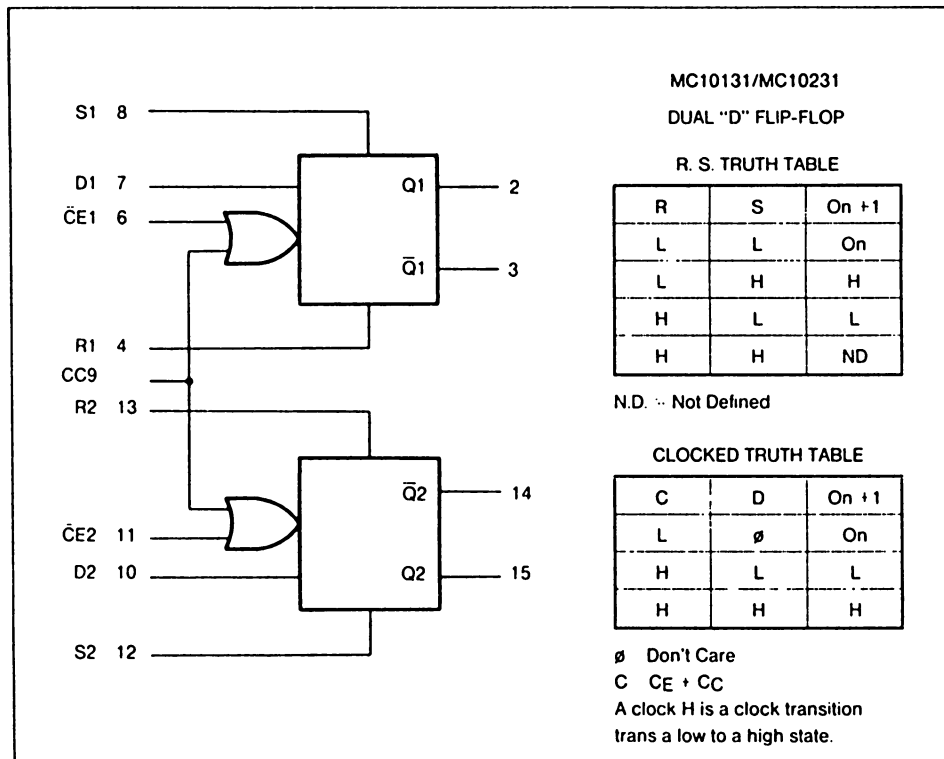 MC10131/MC10231
DUAL "D" FLIP-FLOP
S1 8
D1 7
C̈E1 6
Q1 2
Q̄1 3
R1 4
CC9
R2 13
C̄E2 11
D2 10
S2 12
Q̄2 14
Q2 15
R. S. TRUTH TABLE
R S On +1
L L On
L H H
H L L
H H ND
N.D. ·- Not Defined
CLOCKED TRUTH TABLE
C D On +1
L ø On
H L L
H H H
ø Don't Care
C CE + CC
A clock H is a clock transition
trans a low to a high state.